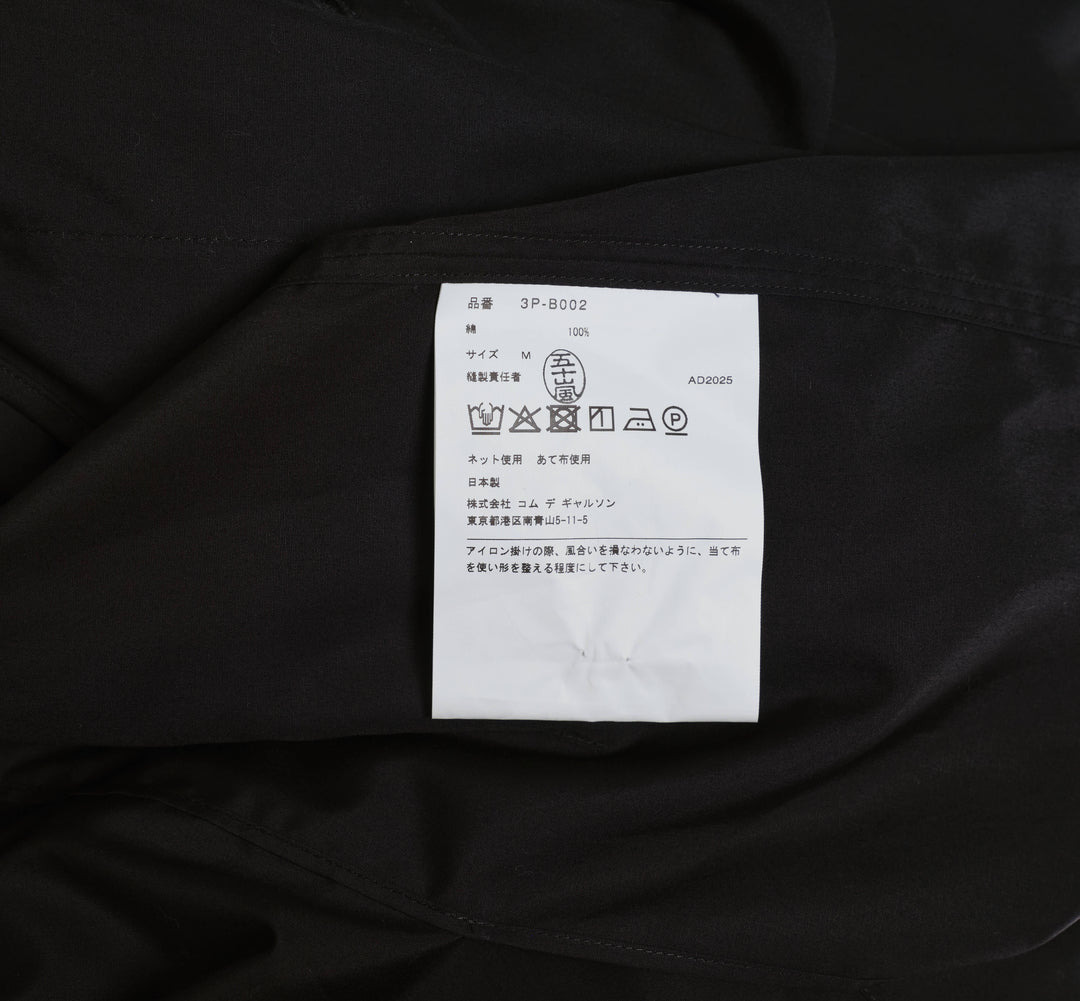 品番 3P-B002
綿 100%
サイズ M
五十嵐
縫製責任者 AD2025
P
ネット使用 あて布使用
日本製
株式会社 コム デ ギャルソン
東京都港区南青山5-11-5
アイロン掛けの際、風合いを損なわないように、当て布
を使い形を整える程度にして下さい。